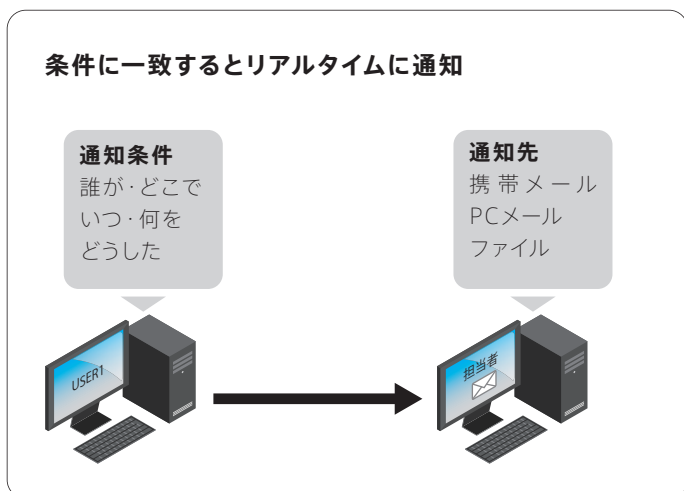 条件に一致するとリアルタイムに通知
通知条件
誰が・どこで
いつ・何を
どうした
通知先
携帯メール
PCメール
ファイル
USER1
担当者